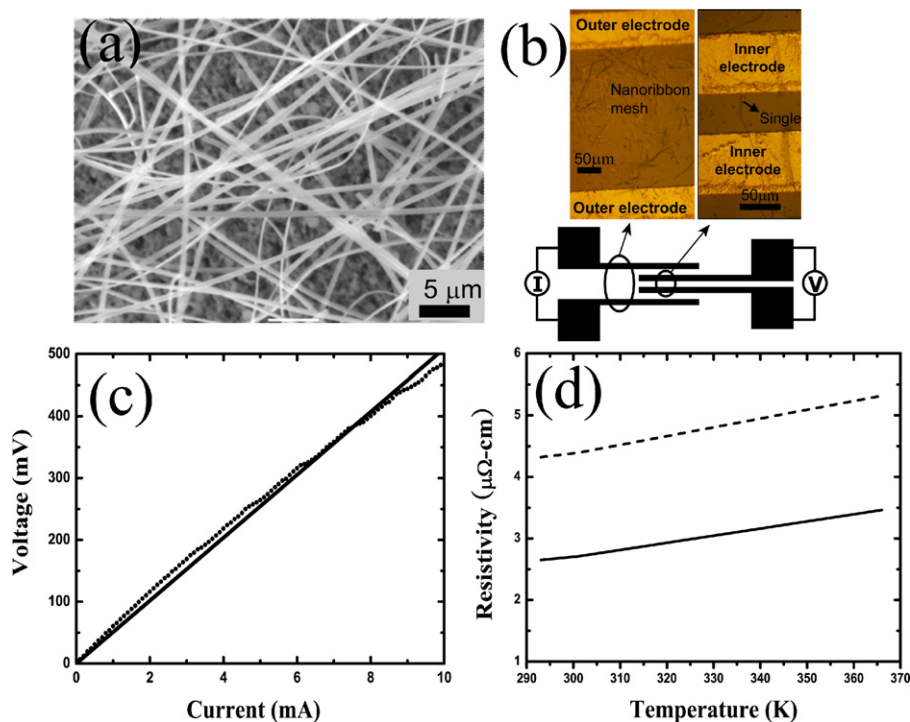 (a)
5 μm
(b)
Outer electrode
Nanoribbon
mesh
50μm
Outer electrode
Inner
electrode
Single
Inner
electrode
50μm
I
V
(c)
Voltage (mV)
500
400
300
200
100
0
0 2 4 6 8 10
Current (mA)
(d)
Resistivity (μΩ-cm)
6
5
4
3
2
1
290 300 310 320 330 340 350 360 370
Temperature (K)